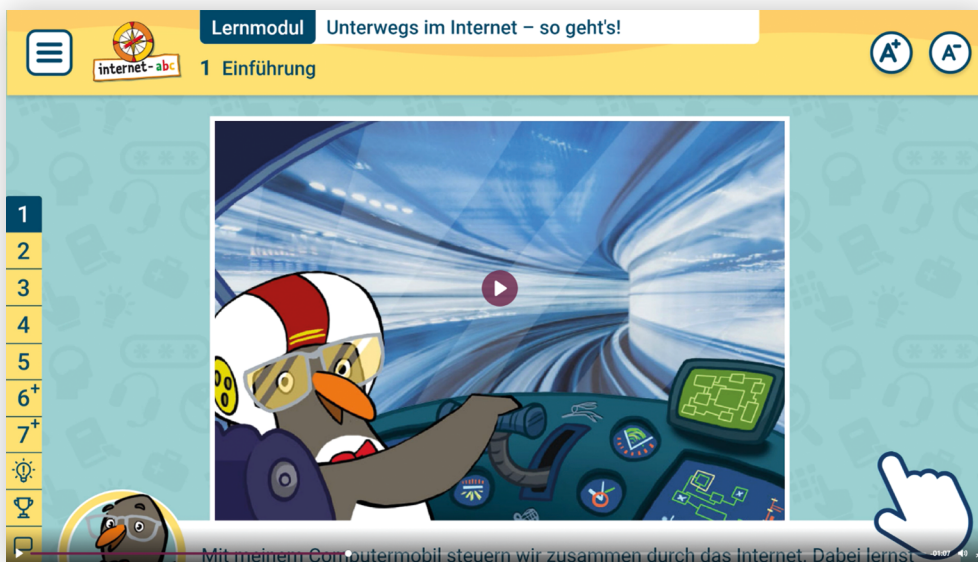 Lernmodul Unterwegs im Internet – so geht's!
internet-abc
1 Einführung
A+ A-
1
2
3
4
5
6+
7+
Mit meinem Computermobil steuern wir zusammen durch das Internet. Dabei lernst
01:07